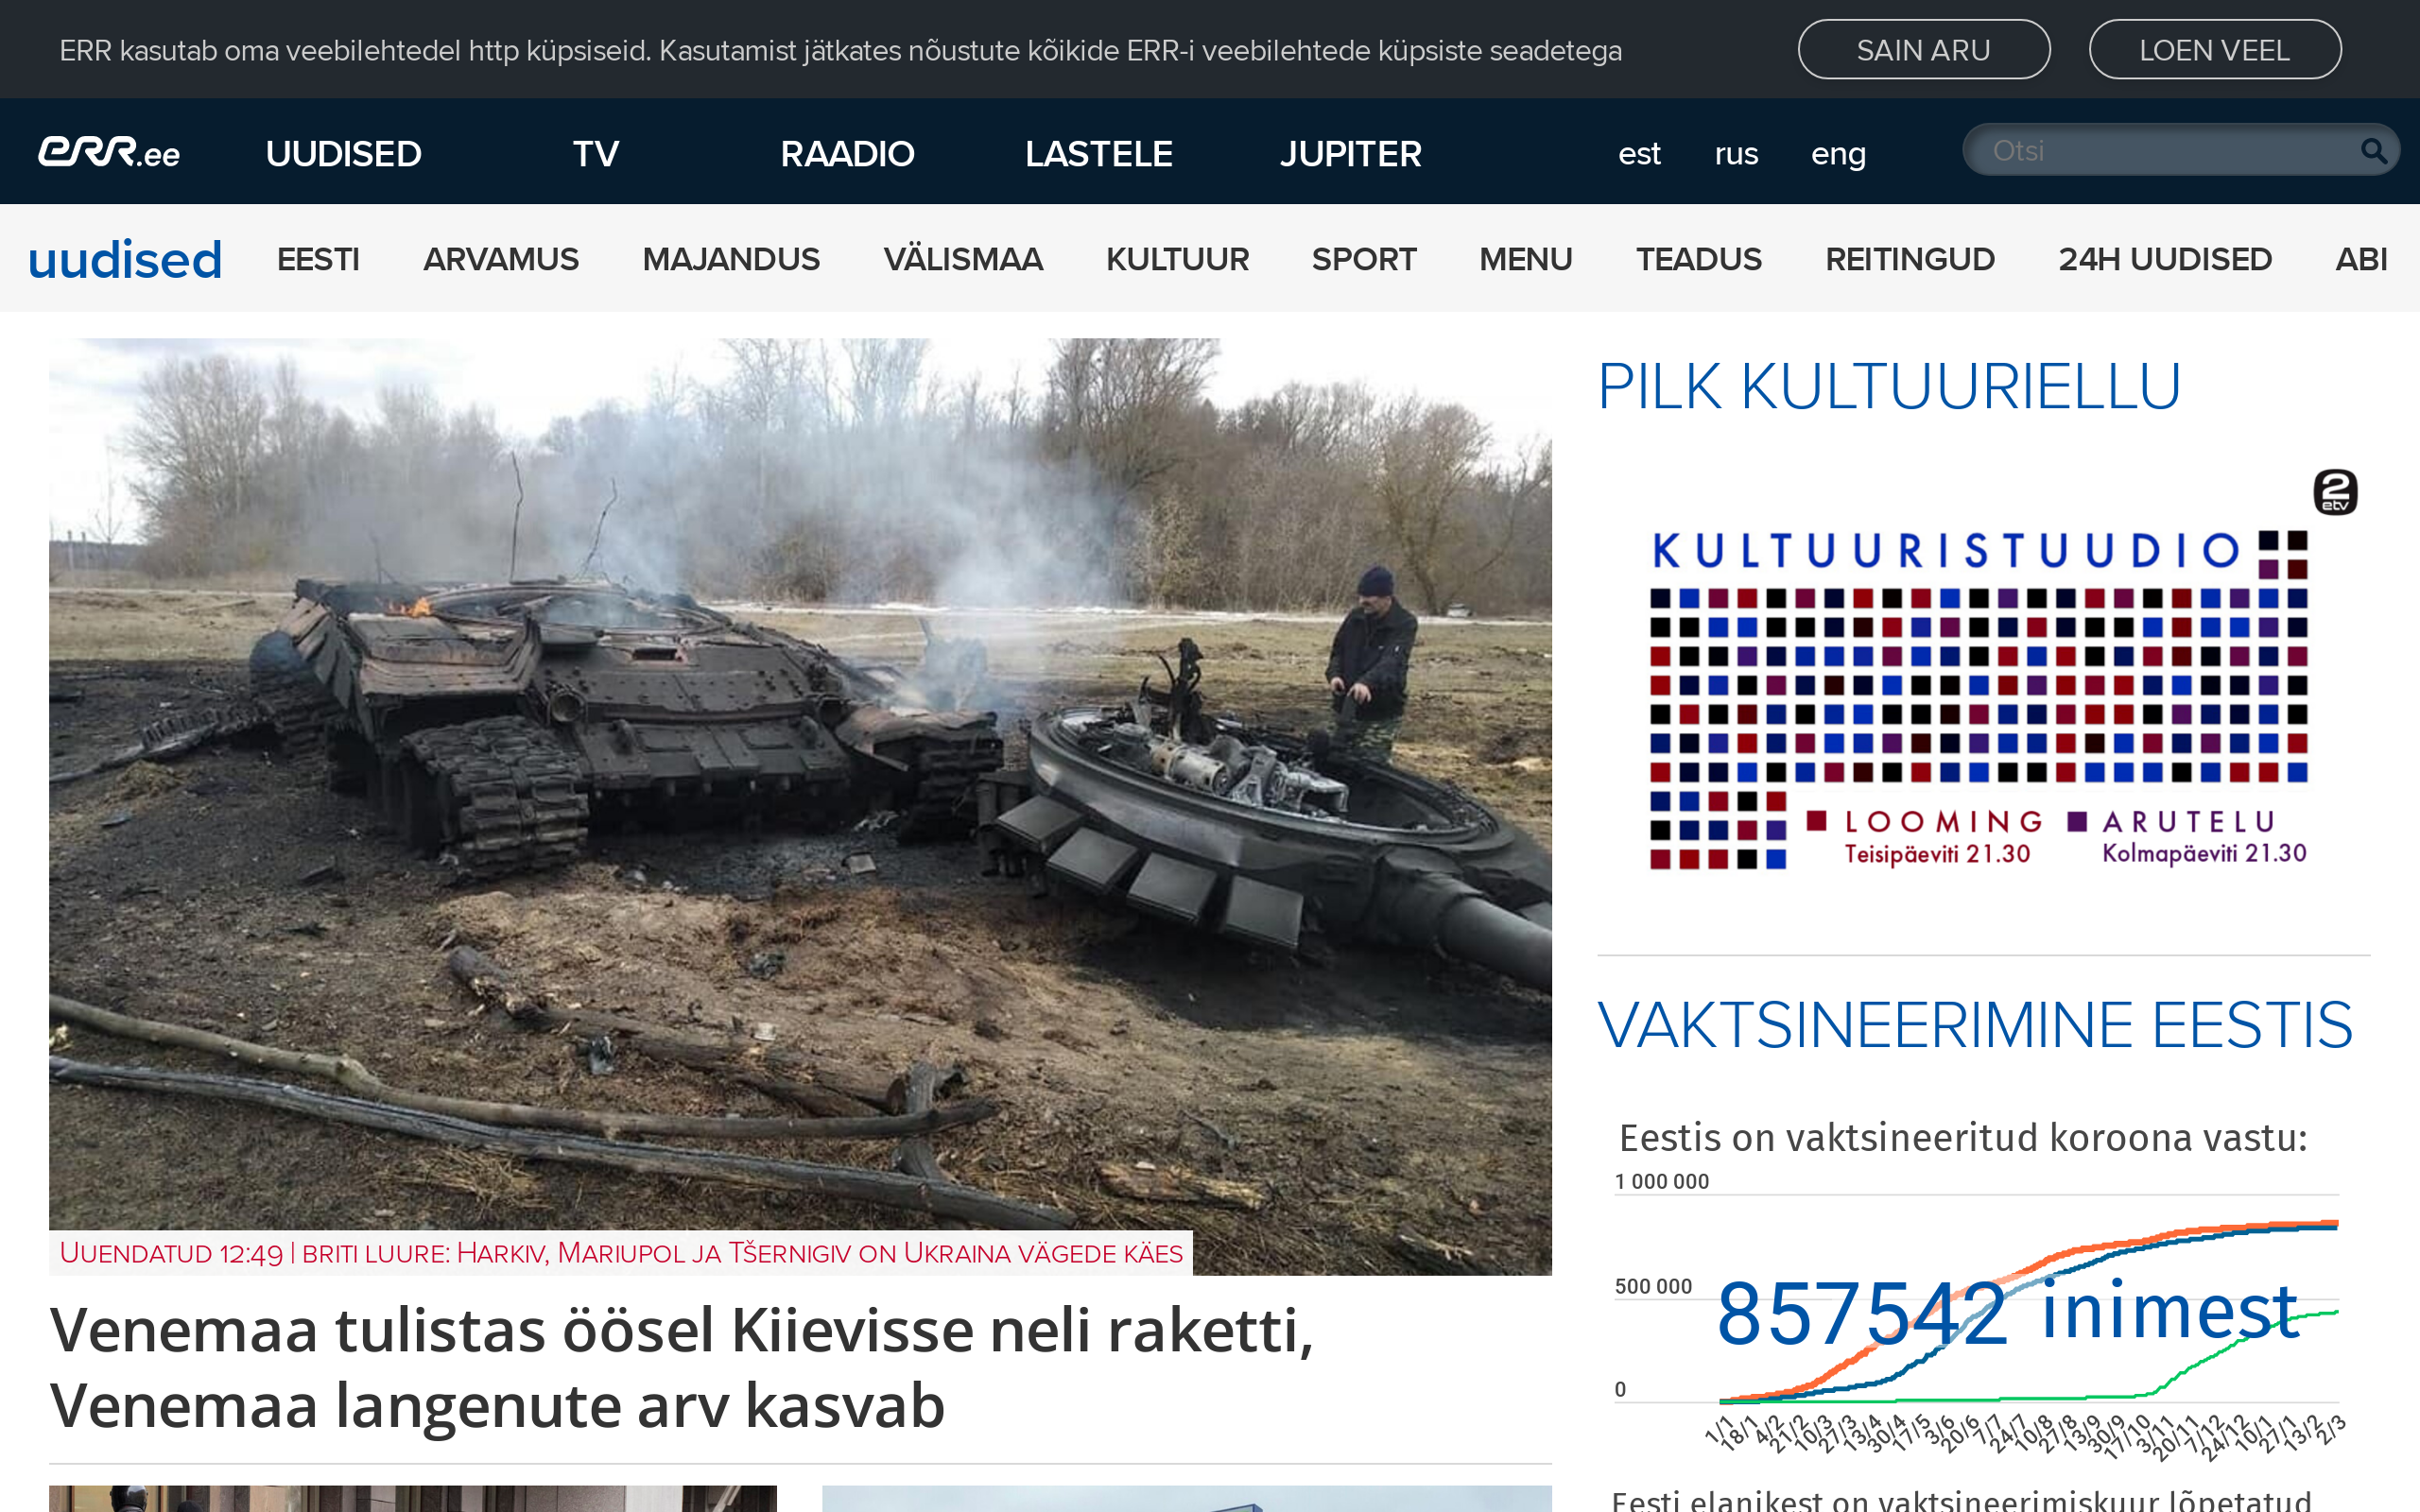 ERR kasutab oma veebilehtedel http küpsiseid. Kasutamist jätkates nõustute kõikide ERR-i veebilehtede küpsiste seadetega
SAIN ARU
LOEN VEEL
err.ee
UUDISED
TV
RAADIO
LASTELE
JUPITER
est
rus
eng
Otsi
uudised
EESTI
ARVAMUS
MAJANDUS
VÄLISMAA
KULTUUR
SPORT
MENU
TEADUS
REITINGUD
24H UUDISED
ABI
Uuendatud 12:49 | briti luure: Harkiv, Mariupol ja Tšernigiv on Ukraina vägede käes
Venemaa tulistas öösel Kiievisse neli raketti,
Venemaa langenute arv kasvab
PILK KULTUURIELLU
2
etv
KULTUURISTUUDIO
LOOMING
Teisipäeviti 21.30
ARUTELU
Kolmapäeviti 21.30
VAKTSINEERIMINE EESTIS
Eestis on vaktsineeritud koroona vastu:
1 000 000
500 000
0
857542 inimest
1/1
18/1
4/2
21/2
10/3
27/3
13/4
30/4
17/5
3/6
20/6
7/7
24/7
10/8
27/8
13/9
30/9
17/10
3/11
20/11
7/12
24/12
10/1
27/1
13/2
2/3
Eesti elanikest on vaktsineerimiskuur lõpetatud